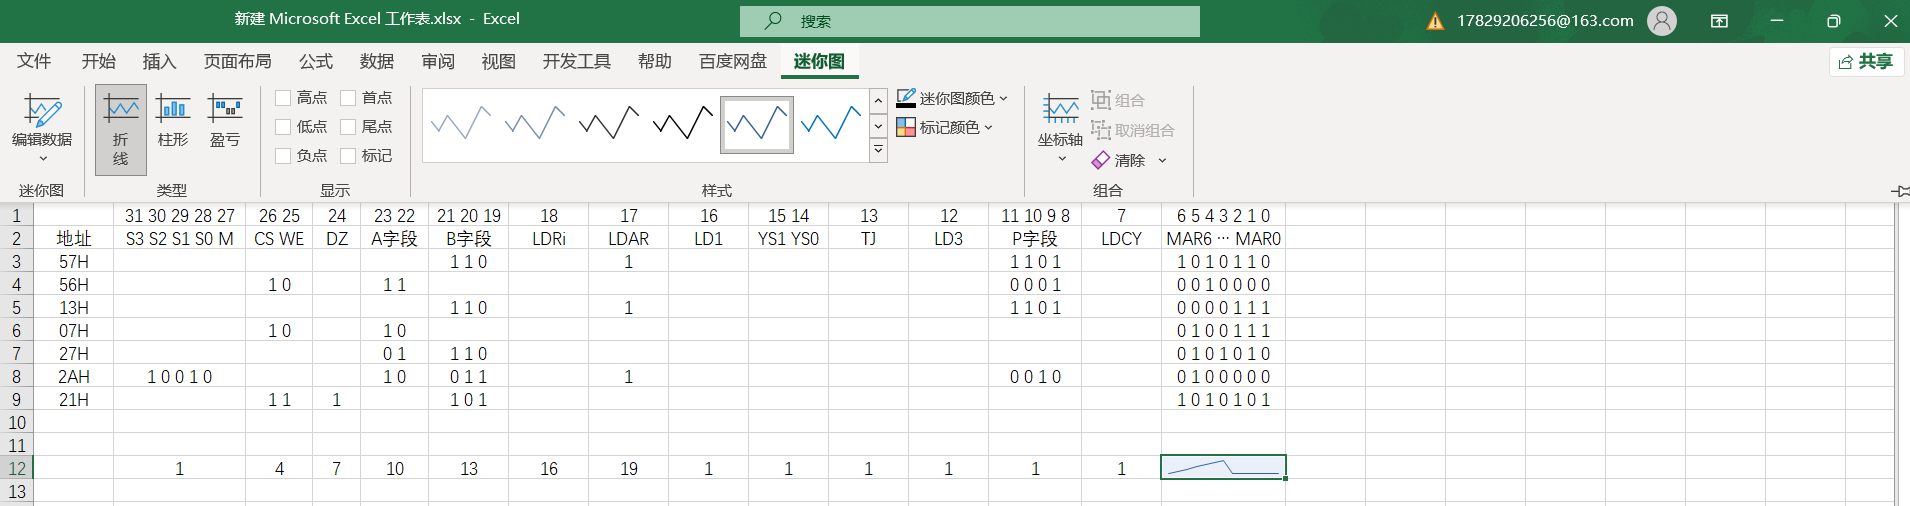 新建 Microsoft Excel 工作表.xlsx - Excel
搜索
17829206256@163.com
文件 开始 插入 页面布局 公式 数据 审阅 视图 开发工具 帮助 百度网盘 迷你图 共享
编辑数据
折线
柱形
盈亏
高点 首点
低点 尾点
负点 标记
迷你图颜色
标记颜色
坐标轴
组合
取消组合
清除
迷你图 类型 显示 样式 组合
1 31 30 29 28 27 26 25 24 23 22 21 20 19 18 17 16 15 14 13 12 11 10 9 8 7 6 5 4 3 2 1 0
2 地址 S3 S2 S1 S0 M CS WE DZ A字段 B字段 LDRi LDAR LD1 YS1 YS0 TJ LD3 P字段 LDCY MAR6 ··· MAR0
3 57H 1 1 0 1 1 1 0 1 1 0 1 0 1 1 0
4 56H 1 0 1 1 0 0 0 1 0 0 1 0 0 0 0
5 13H 1 1 0 1 1 1 0 1 0 0 0 0 1 1 1
6 07H 1 0 1 0 0 1 0 0 1 1 1
7 27H 0 1 1 1 0 0 1 0 1 0 1 0
8 2AH 1 0 0 1 0 1 0 0 1 1 1 0 0 1 0 0 1 0 0 0 0 0
9 21H 1 1 1 1 0 1 1 0 1 0 1 0 1
10
11
12 1 4 7 10 13 16 19 1 1 1 1 1 1
13